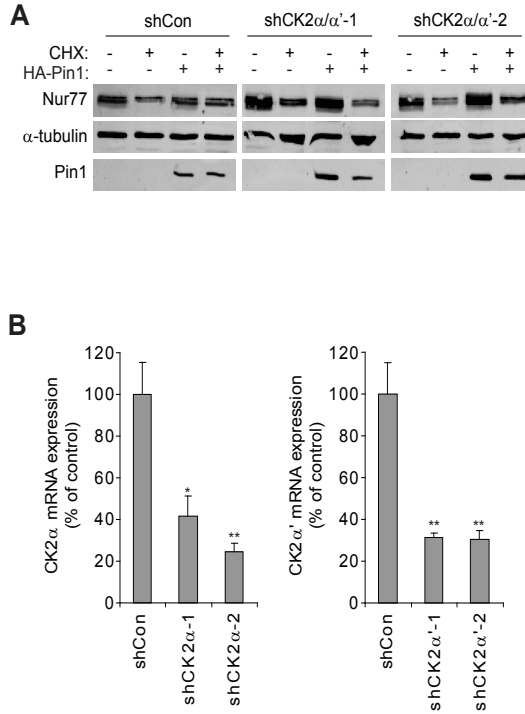 A
shCon
shCK2α/α'-1
shCK2α/α'-2
CHX: - + - + - + - + - + - +
HA-Pin1: - - + + - - + + - - + +
Nur77
α-tubulin
Pin1
B
CK2α mRNA expression
(% of control)
120
100
80
60
40
20
0
*
**
shCon
shCK2α-1
shCK2α-2
CK2α' mRNA expression
(% of control)
120
100
80
60
40
20
0
**
**
shCon
shCK2α'-1
shCK2α'-2